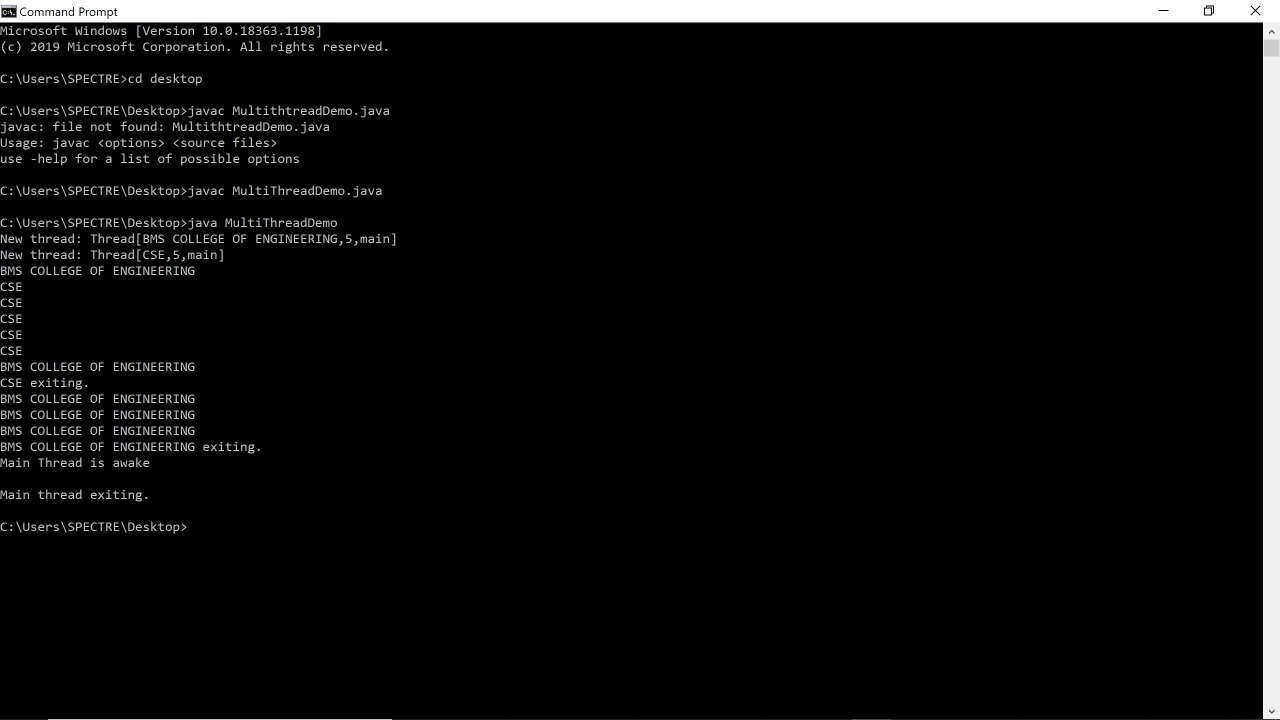 Command Prompt
Microsoft Windows [Version 10.0.18363.1198]
(c) 2019 Microsoft Corporation. All rights reserved.
C:\Users\SPECTRE>cd desktop
C:\Users\SPECTRE\Desktop>javac MultithtreadDemo.java
javac: file not found: MultithtreadDemo.java
Usage: javac <options> <source files>
use -help for a list of possible options
C:\Users\SPECTRE\Desktop>javac MultiThreadDemo.java
C:\Users\SPECTRE\Desktop>java MultiThreadDemo
New thread: Thread[BMS COLLEGE OF ENGINEERING,5,main]
New thread: Thread[CSE,5,main]
BMS COLLEGE OF ENGINEERING
CSE
CSE
CSE
CSE
CSE
BMS COLLEGE OF ENGINEERING
CSE exiting.
BMS COLLEGE OF ENGINEERING
BMS COLLEGE OF ENGINEERING
BMS COLLEGE OF ENGINEERING
BMS COLLEGE OF ENGINEERING exiting.
Main Thread is awake
Main thread exiting.
C:\Users\SPECTRE\Desktop>